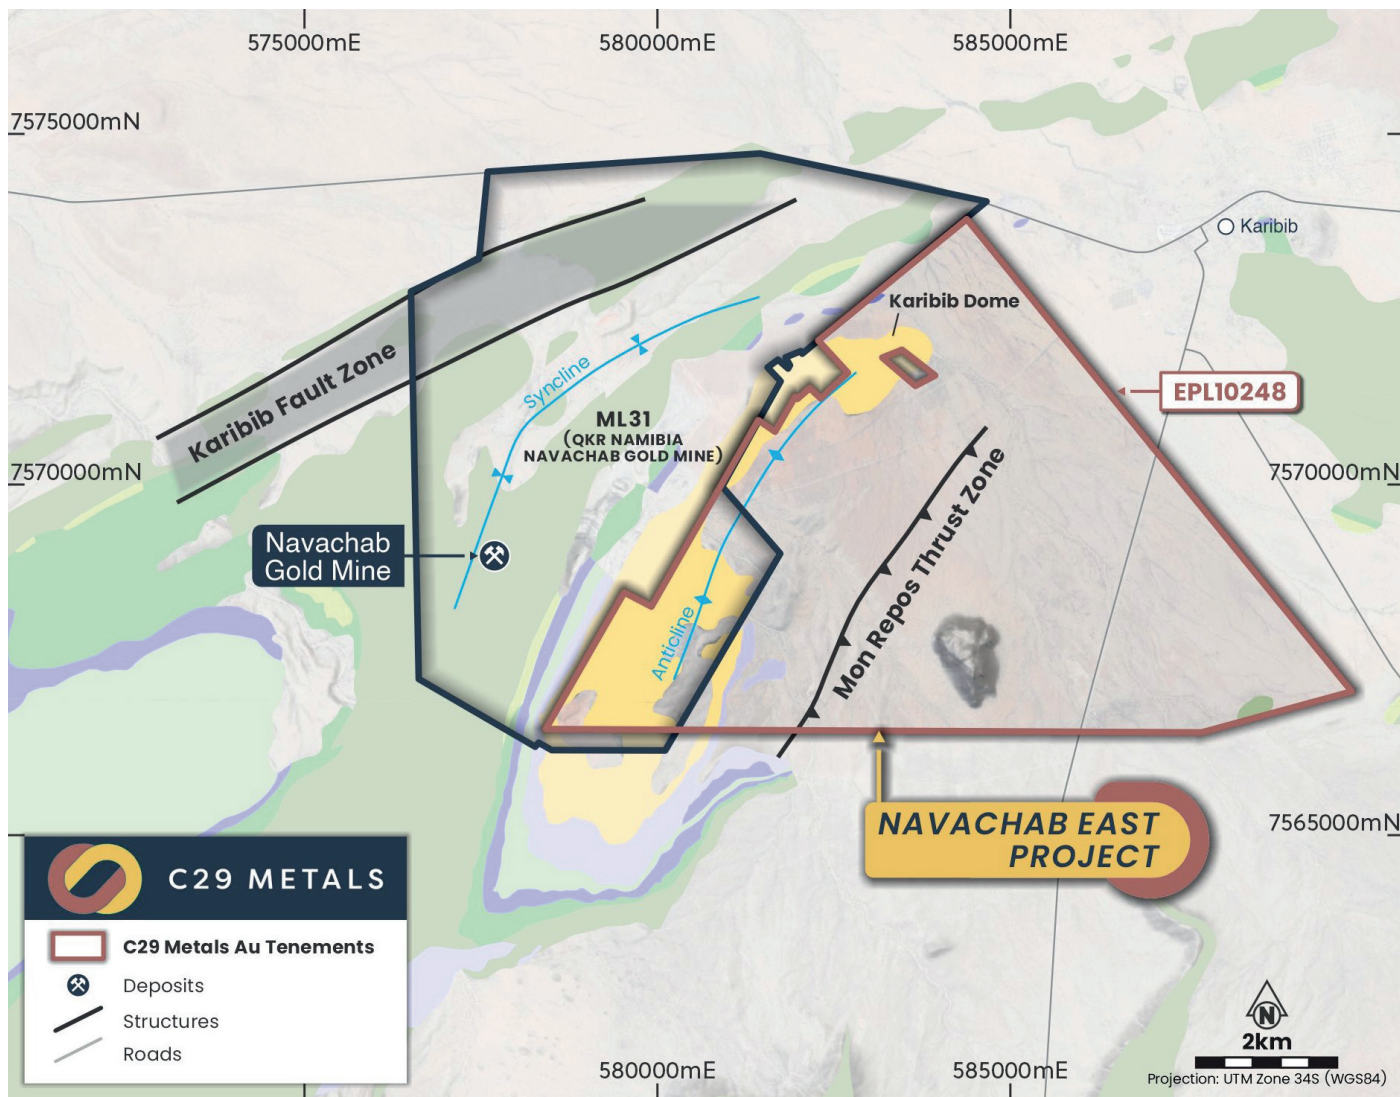 575000mE
580000mE
585000mE
7575000mN
Karibib
Karibib Dome
Karibib Fault Zone
Syncline
EPL10248
ML31
(QKR NAMIBIA
NAVACHAB GOLD MINE)
7570000mN
7570000mN
Mon Repos Thrust Zone
Navachab
Gold Mine
Anticline
NAVACHAB EAST
PROJECT
7565000mN
C29 METALS
C29 Metals Au Tenements
Deposits
Structures
Roads
580000mE
585000mE
N
2km
Projection: UTM Zone 34S (WGS84)